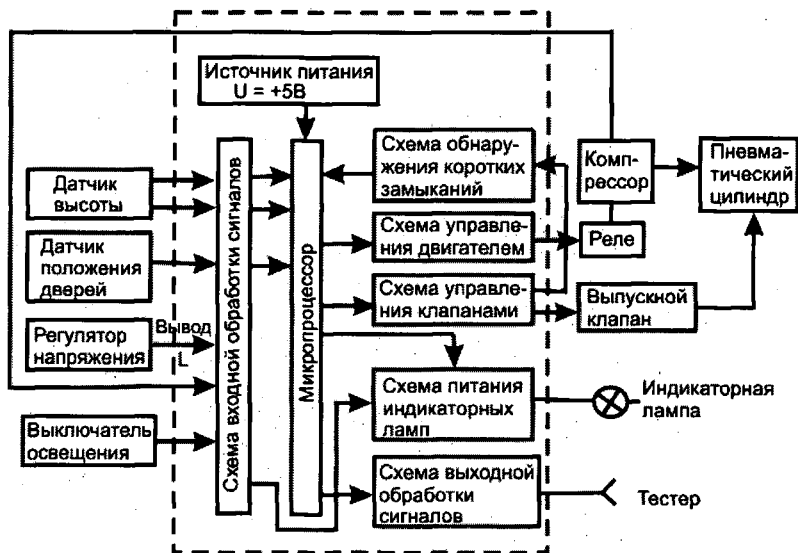 Источник питания
U = +5В
Датчик
высоты
Датчик
положения
дверей
Регулятор
напряжения
Вывод
L
Выключатель
освещения
Схема входной обработки сигналов
Микропроцессор
Схема обнару-
жения коротких
замыканий
Схема управле-
ния двигателем
Схема управле-
ния клапанами
Схема питания
индикаторных
ламп
Схема выходной
обработки
сигналов
Комп-
рессор
Реле
Пневма-
тический
цилиндр
Выпускной
клапан
Индикаторная
лампа
Тестер